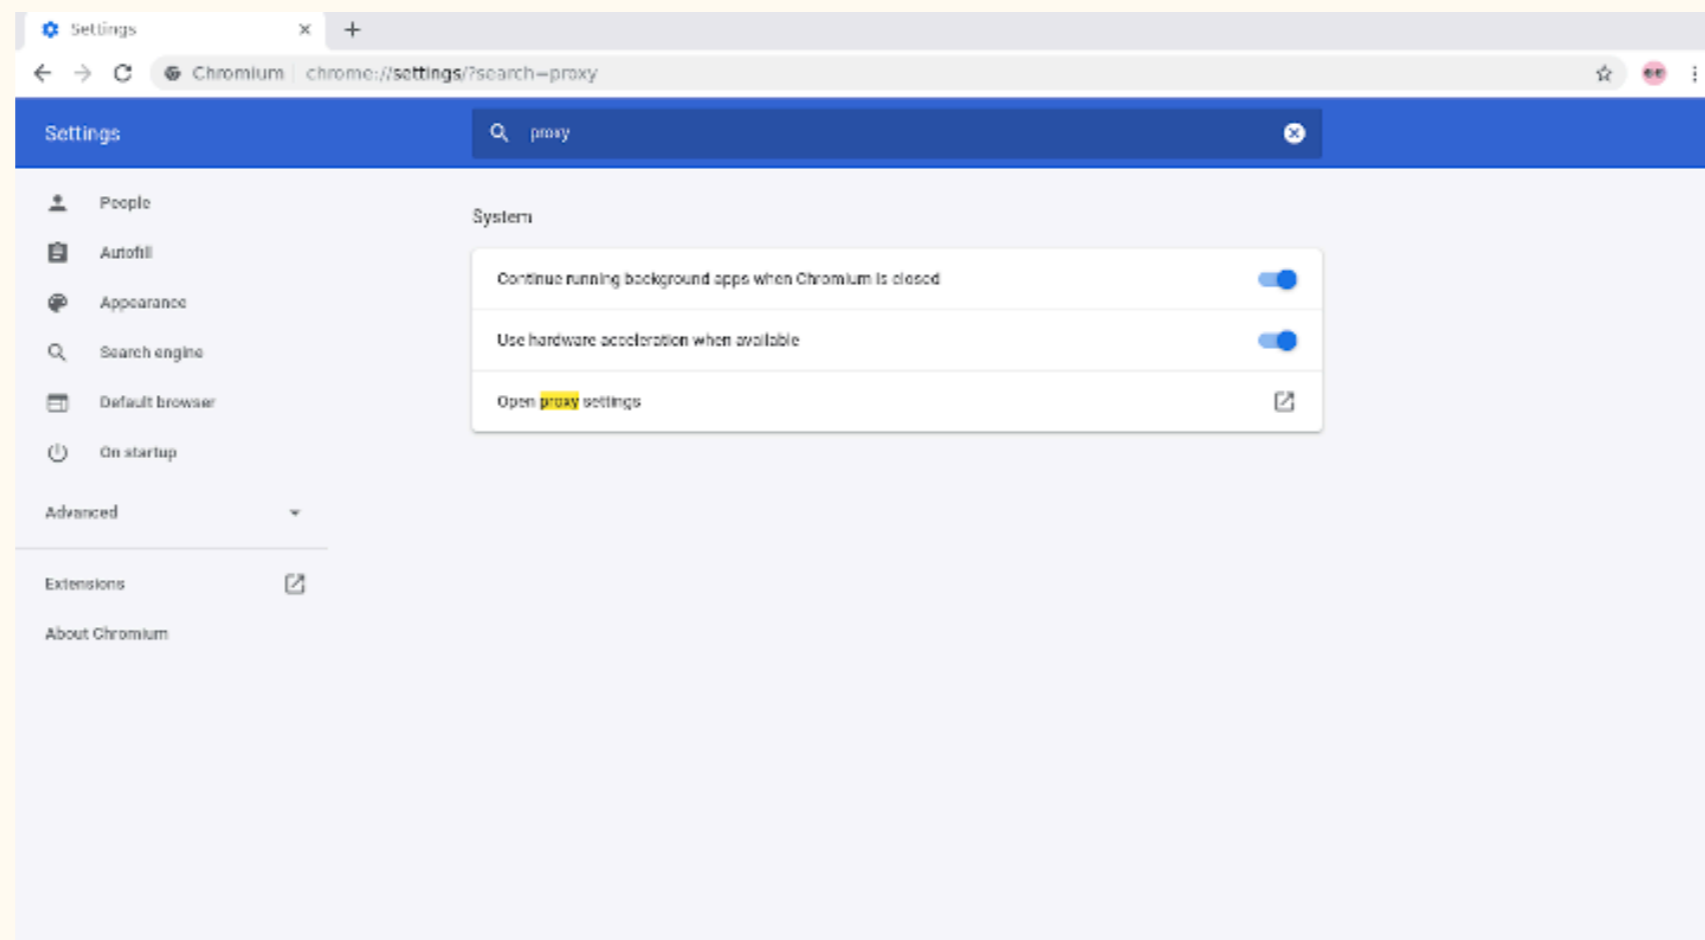 Settings
Chromium chrome://settings/?search=proxy
Settings
proxy
People
Autofill
Appearance
Search engine
Default browser
On startup
Advanced
Extensions
About Chromium
System
Continue running background apps when Chromium is closed
Use hardware acceleration when available
Open proxy settings